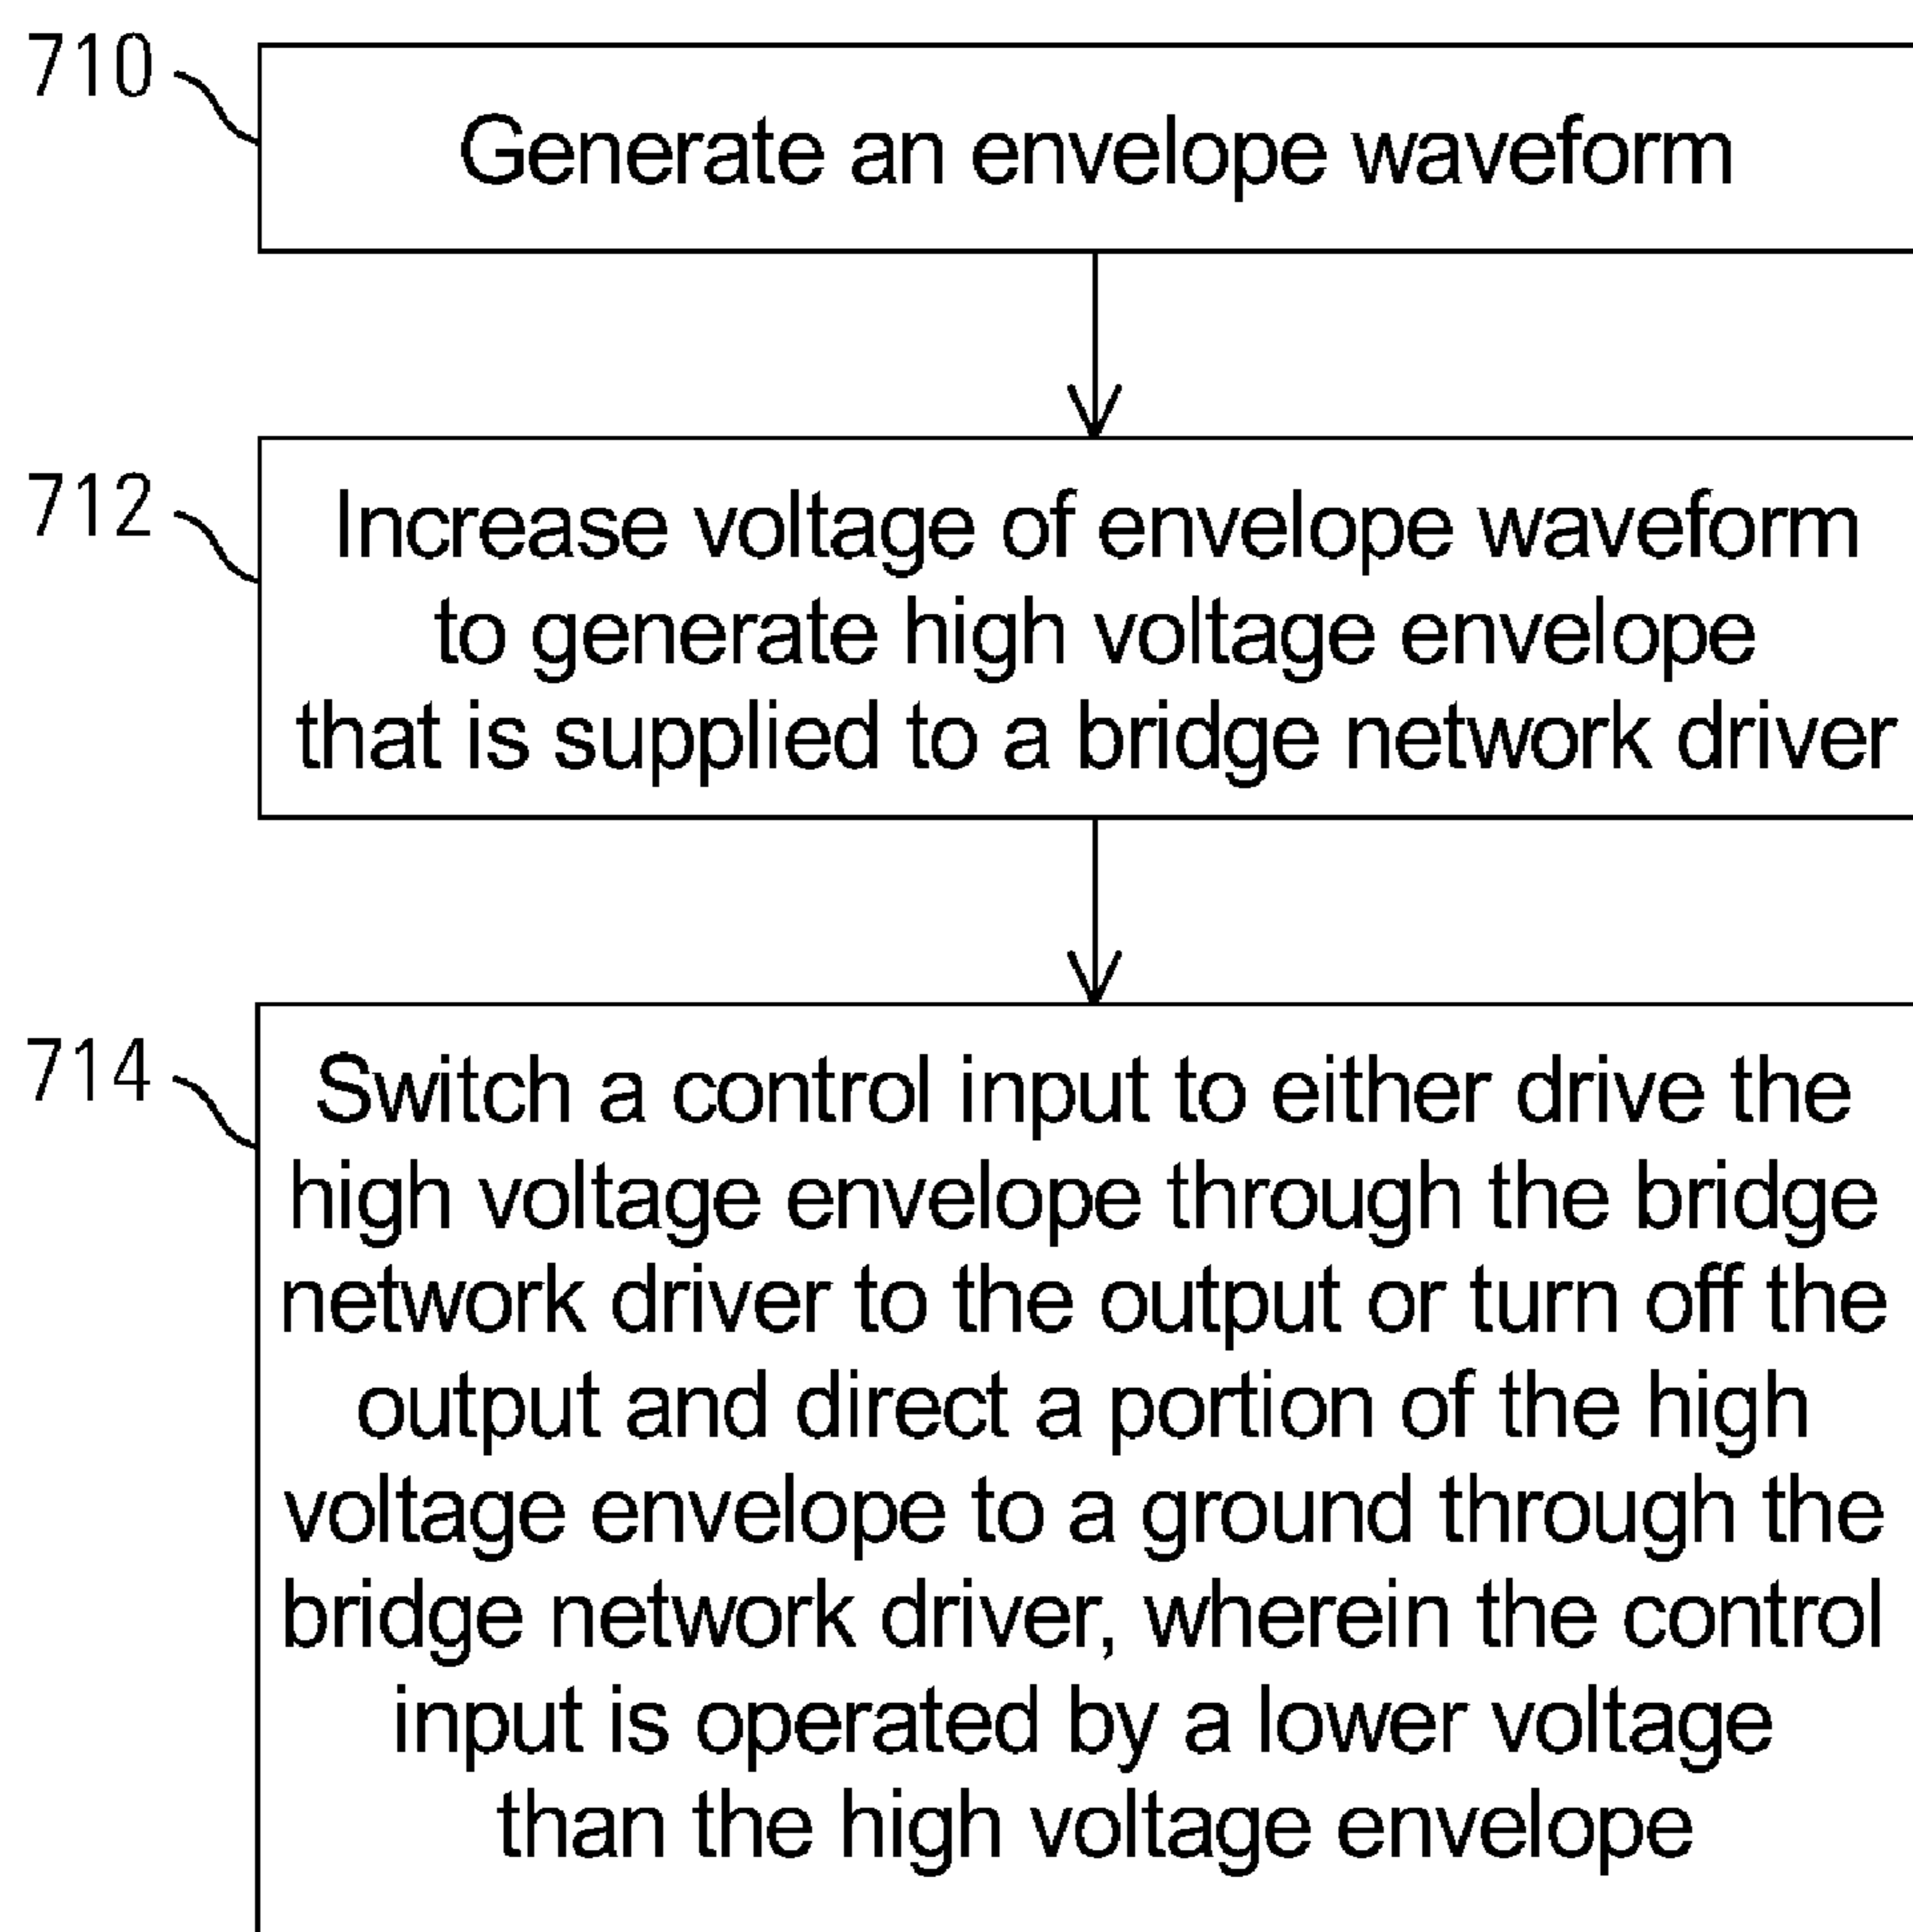 710
Generate an envelope waveform
712
Increase voltage of envelope waveform
to generate high voltage envelope
that is supplied to a bridge network driver
714
Switch a control input to either drive the
high voltage envelope through the bridge
network driver to the output or turn off the
output and direct a portion of the high
voltage envelope to a ground through the
bridge network driver, wherein the control
input is operated by a lower voltage
than the high voltage envelope